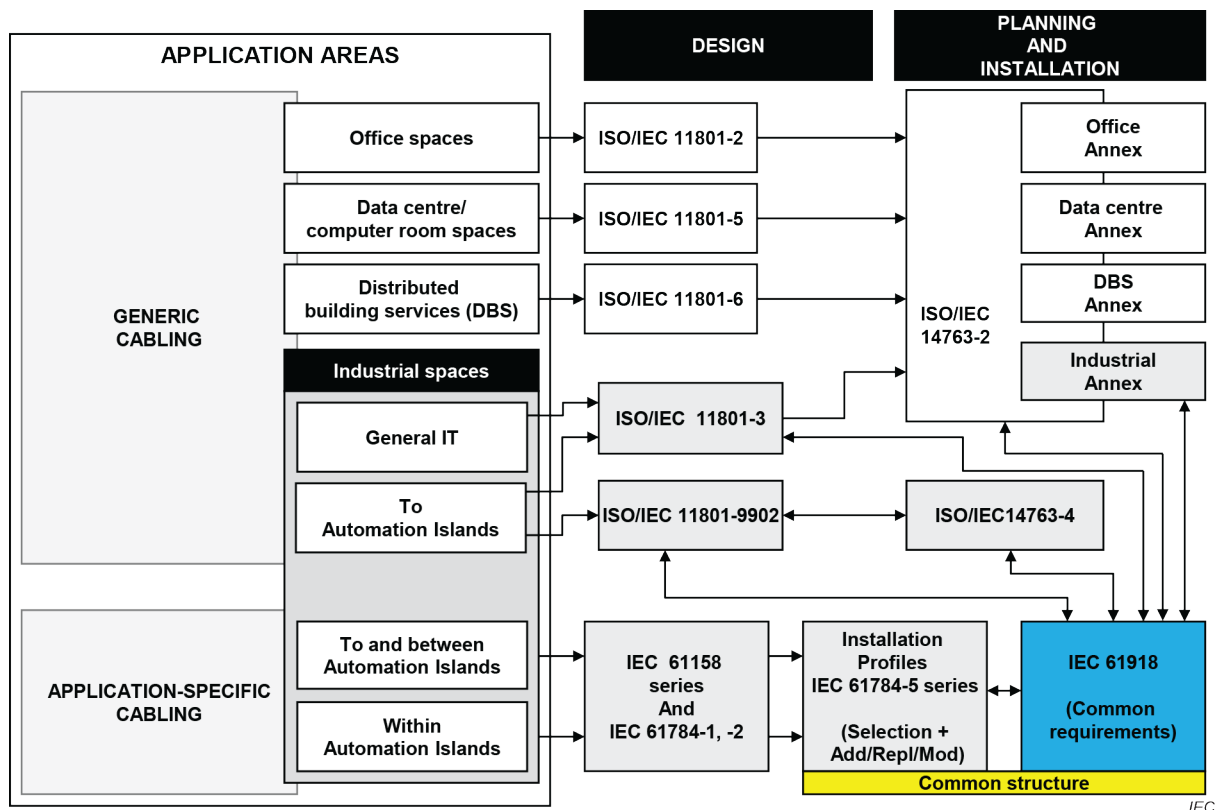 APPLICATION AREAS
DESIGN
PLANNING
AND
INSTALLATION
GENERIC
CABLING
Office spaces
ISO/IEC 11801-2
Office
Annex
Data centre/
computer room spaces
ISO/IEC 11801-5
Data centre
Annex
Distributed
building services (DBS)
ISO/IEC 11801-6
DBS
Annex
ISO/IEC
14763-2
Industrial spaces
Industrial
Annex
General IT
ISO/IEC 11801-3
To
Automation Islands
ISO/IEC 11801-9902
ISO/IEC14763-4
APPLICATION-SPECIFIC
CABLING
To and between
Automation Islands
Within
Automation Islands
IEC 61158
series
And
IEC 61784-1, -2
Installation
Profiles
IEC 61784-5 series
(Selection +
Add/Repl/Mod)
IEC 61918
(Common
requirements)
Common structure
IEC